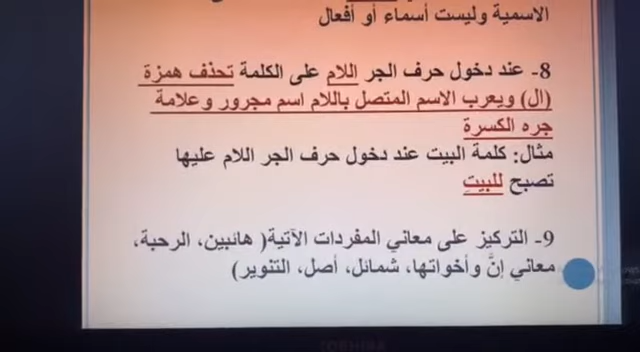 الاسمية وليست أسماء أو أفعال
8- عند دخول حرف الجر اللام على الكلمة تحذف همزة
(ال) ويعرب الاسم المتصل باللام اسم مجرور وعلامة
جره الكسرة
مثال: كلمة البيت عند دخول حرف الجر اللام عليها
تصبح للبيتِ
9- التركيز على معاني المفردات الآتية( هائبين، الرحبة،
معاني إنَّ وأخواتها، شمائل، أصل، التنوير)
TOSHIBA